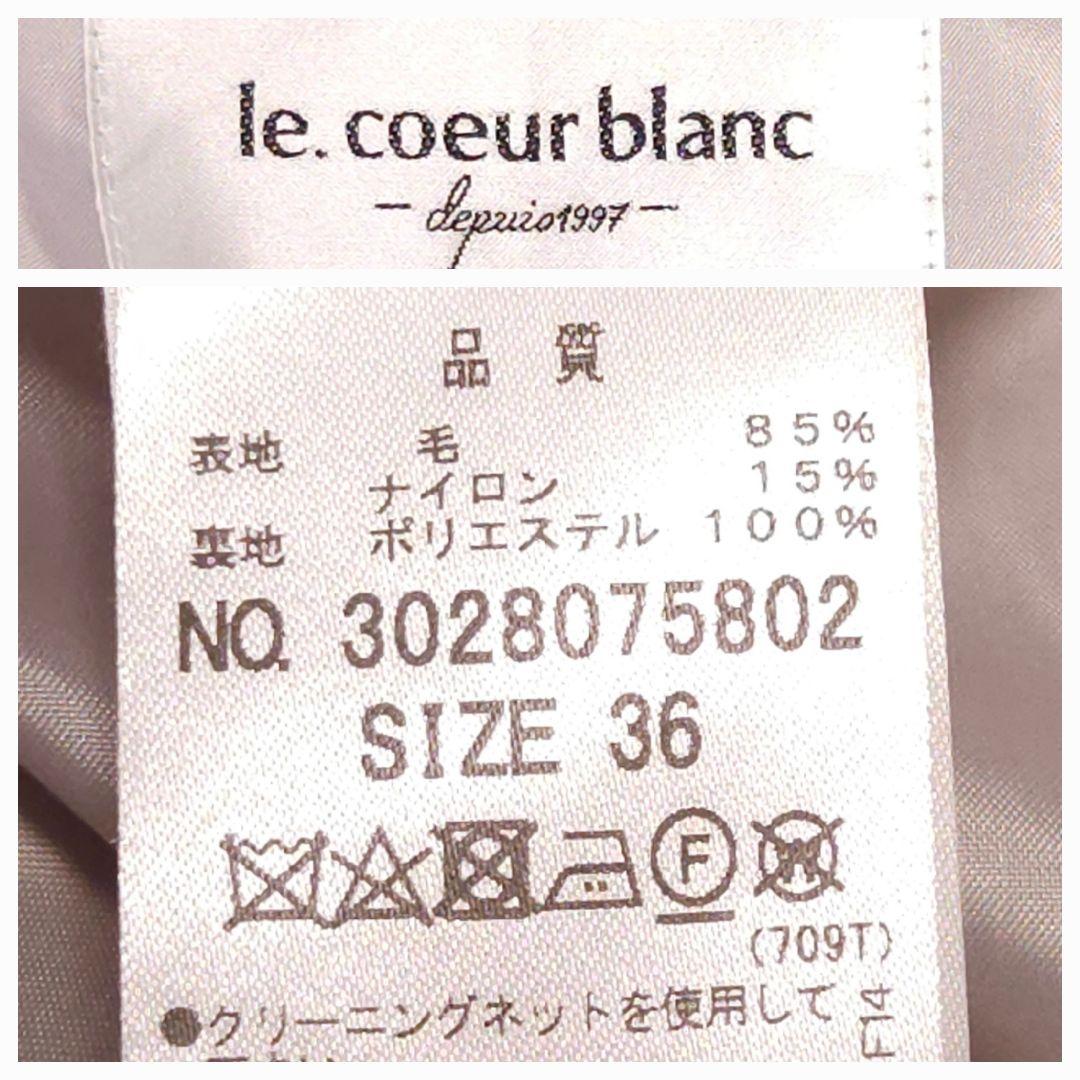 le. coeur blanc
- depuis1997 -
品 質
表地 毛 85%
ナイロン 15%
裏地 ポリエステル 100%
NO. 3028075802
SIZE 36
F W
(709T)
●クリーニングネットを使用して
F14